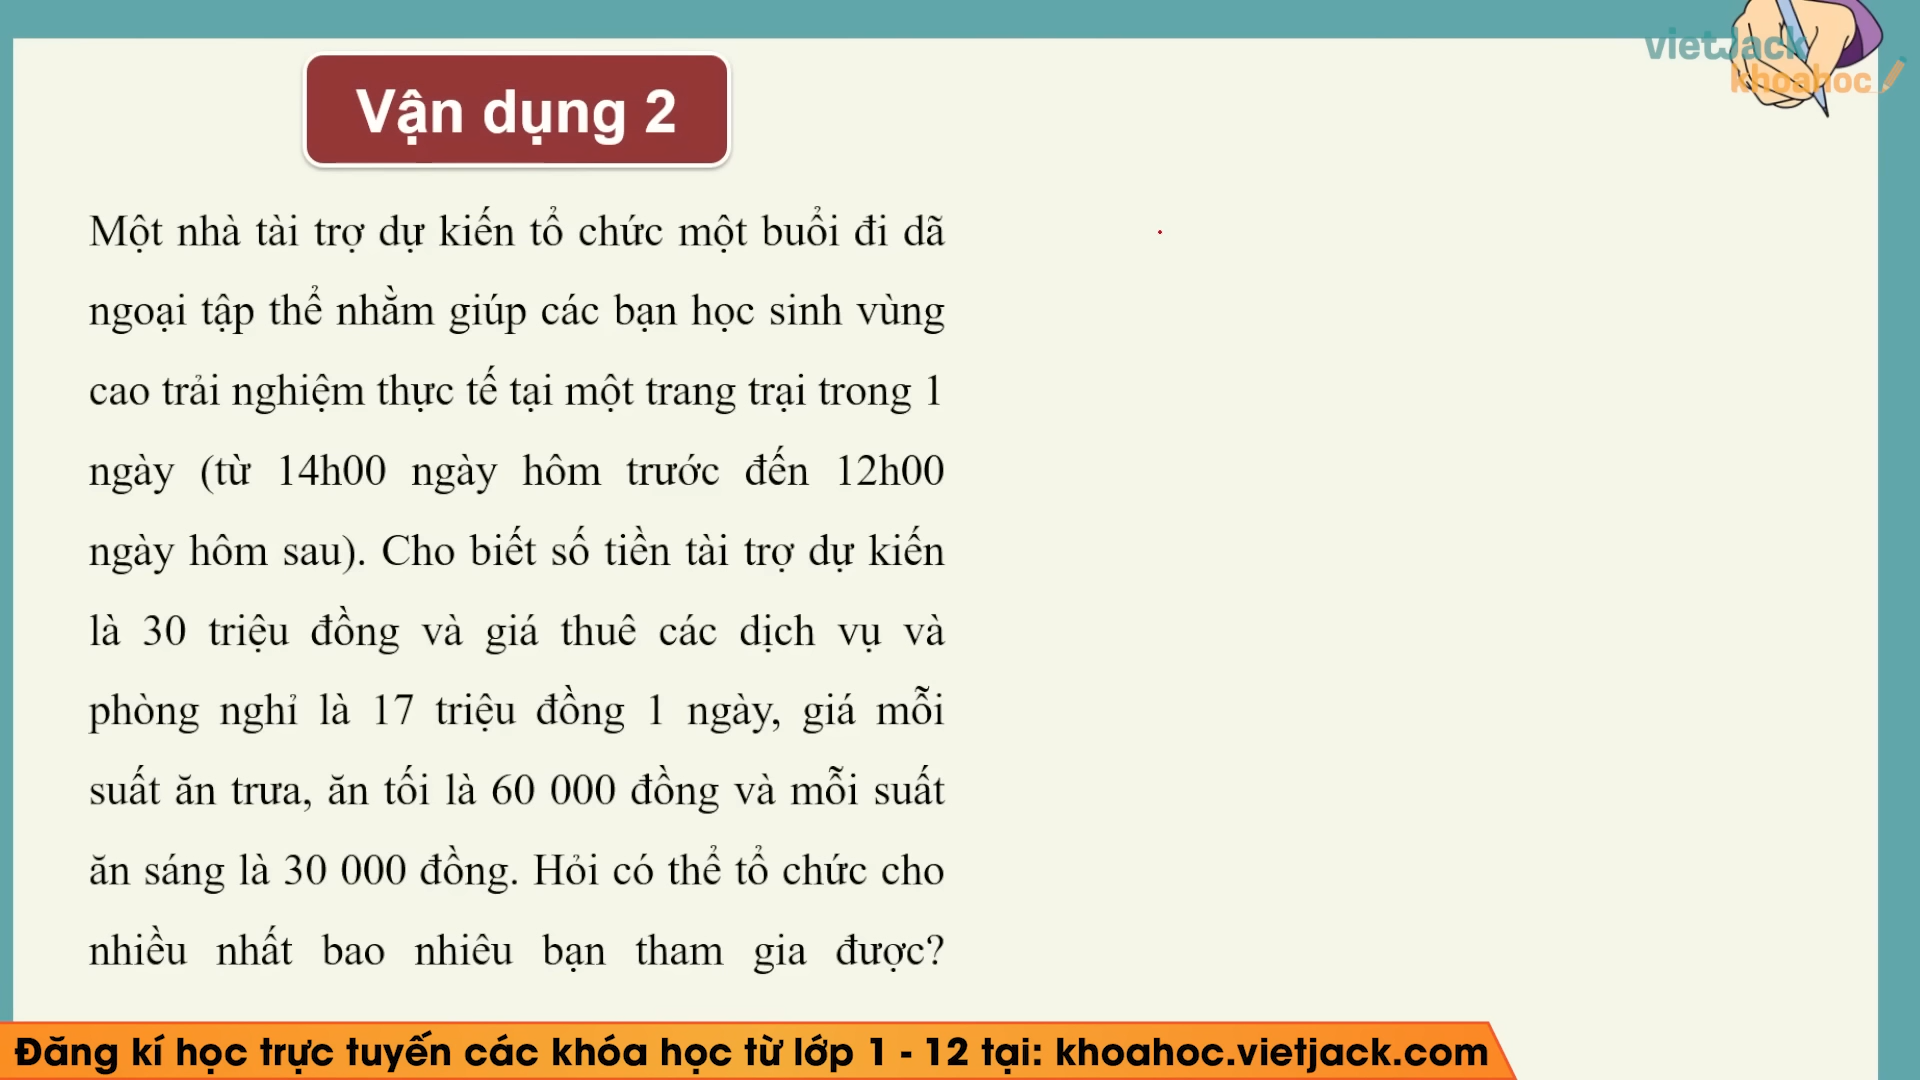 vietJack
khoahoc
Vận dụng 2
Một nhà tài trợ dự kiến tổ chức một buổi đi dã
ngoại tập thể nhằm giúp các bạn học sinh vùng
cao trải nghiệm thực tế tại một trang trại trong 1
ngày (từ 14h00 ngày hôm trước đến 12h00
ngày hôm sau). Cho biết số tiền tài trợ dự kiến
là 30 triệu đồng và giá thuê các dịch vụ và
phòng nghỉ là 17 triệu đồng 1 ngày, giá mỗi
suất ăn trưa, ăn tối là 60 000 đồng và mỗi suất
ăn sáng là 30 000 đồng. Hỏi có thể tổ chức cho
nhiều nhất bao nhiêu bạn tham gia được?
Đăng kí học trực tuyến các khóa học từ lớp 1 - 12 tại: khoahoc.vietjack.com